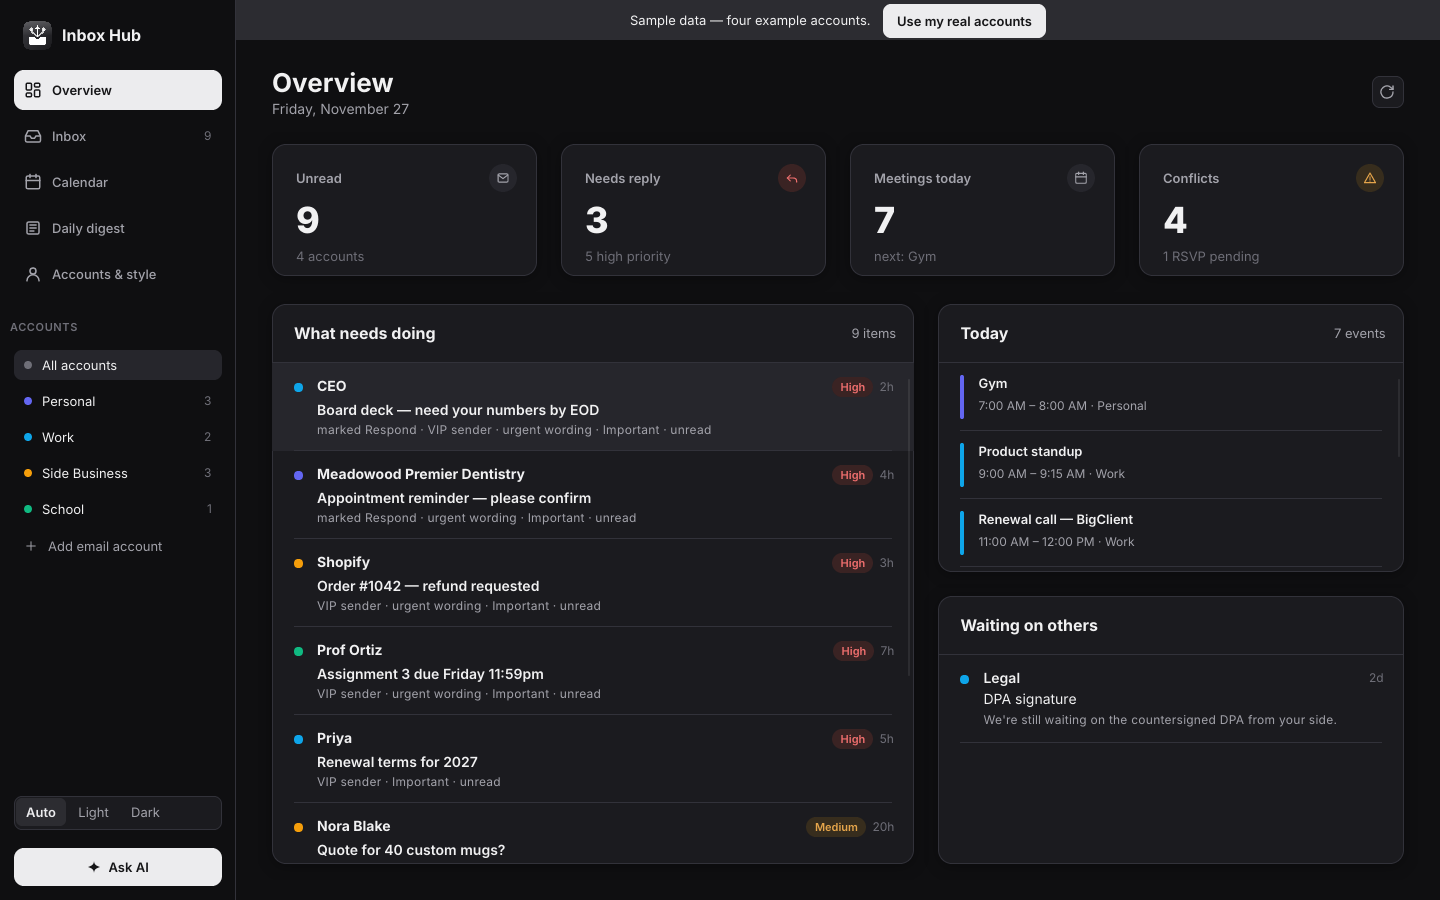 Inbox Hub
Overview
Inbox 9
Calendar
Daily digest
Accounts & style
ACCOUNTS
All accounts
Personal 3
Work 2
Side Business 3
School 1
Add email account
Auto Light Dark
Ask AI
Sample data — four example accounts. Use my real accounts
Overview
Friday, November 27
Unread
9
4 accounts
Needs reply
3
5 high priority
Meetings today
7
next: Gym
Conflicts
4
1 RSVP pending
What needs doing 9 items
CEO High 2h
Board deck — need your numbers by EOD
marked Respond · VIP sender · urgent wording · Important · unread
Meadowood Premier Dentistry High 4h
Appointment reminder — please confirm
marked Respond · urgent wording · Important · unread
Shopify High 3h
Order #1042 — refund requested
VIP sender · urgent wording · Important · unread
Prof Ortiz High 7h
Assignment 3 due Friday 11:59pm
VIP sender · urgent wording · Important · unread
Priya High 5h
Renewal terms for 2027
VIP sender · Important · unread
Nora Blake Medium 20h
Quote for 40 custom mugs?
Today 7 events
Gym
7:00 AM – 8:00 AM · Personal
Product standup
9:00 AM – 9:15 AM · Work
Renewal call — BigClient
11:00 AM – 12:00 PM · Work
Waiting on others
Legal 2d
DPA signature
We're still waiting on the countersigned DPA from your side.